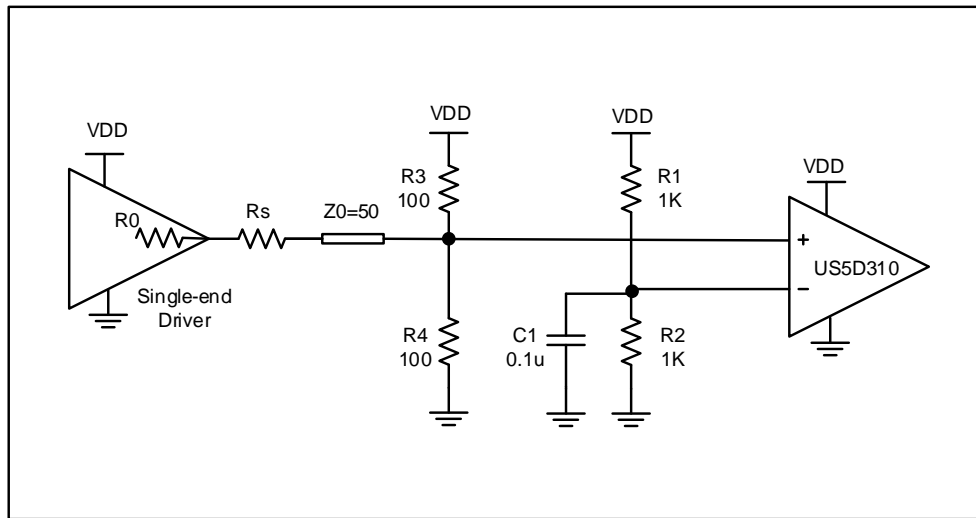 VDD
R0
Single-end
Driver
Rs
Z0=50
VDD
R3
100
R4
100
VDD
R1
1K
C1
0.1u
R2
1K
VDD
+
US5D310
−